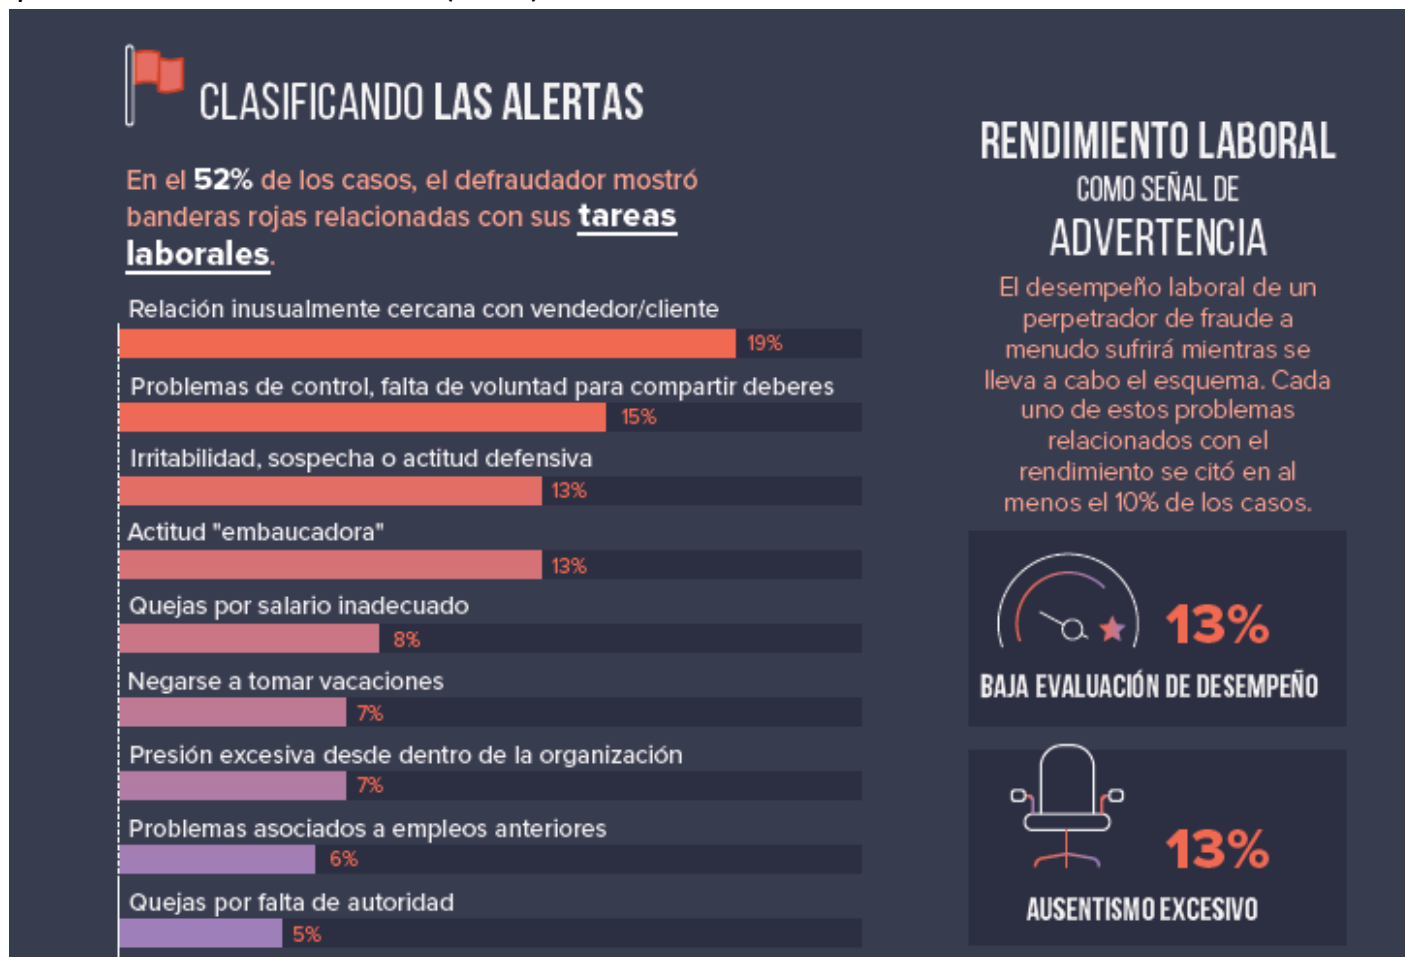 CLASIFICANDO LAS ALERTAS
En el 52% de los casos, el defraudador mostró
banderas rojas relacionadas con sus tareas
laborales.
Relación inusualmente cercana con vendedor/cliente
19%
Problemas de control, falta de voluntad para compartir deberes
15%
Irritabilidad, sospecha o actitud defensiva
13%
Actitud "embaucadora"
13%
Quejas por salario inadecuado
8%
Negarse a tomar vacaciones
7%
Presión excesiva desde dentro de la organización
7%
Problemas asociados a empleos anteriores
6%
Quejas por falta de autoridad
5%
RENDIMIENTO LABORAL
COMO SEÑAL DE
ADVERTENCIA
El desempeño laboral de un
perpetrador de fraude a
menudo sufrirá mientras se
lleva a cabo el esquema. Cada
uno de estos problemas
relacionados con el
rendimiento se citó en al
menos el 10% de los casos.
13%
BAJA EVALUACIÓN DE DESEMPEÑO
13%
AUSENTISMO EXCESIVO